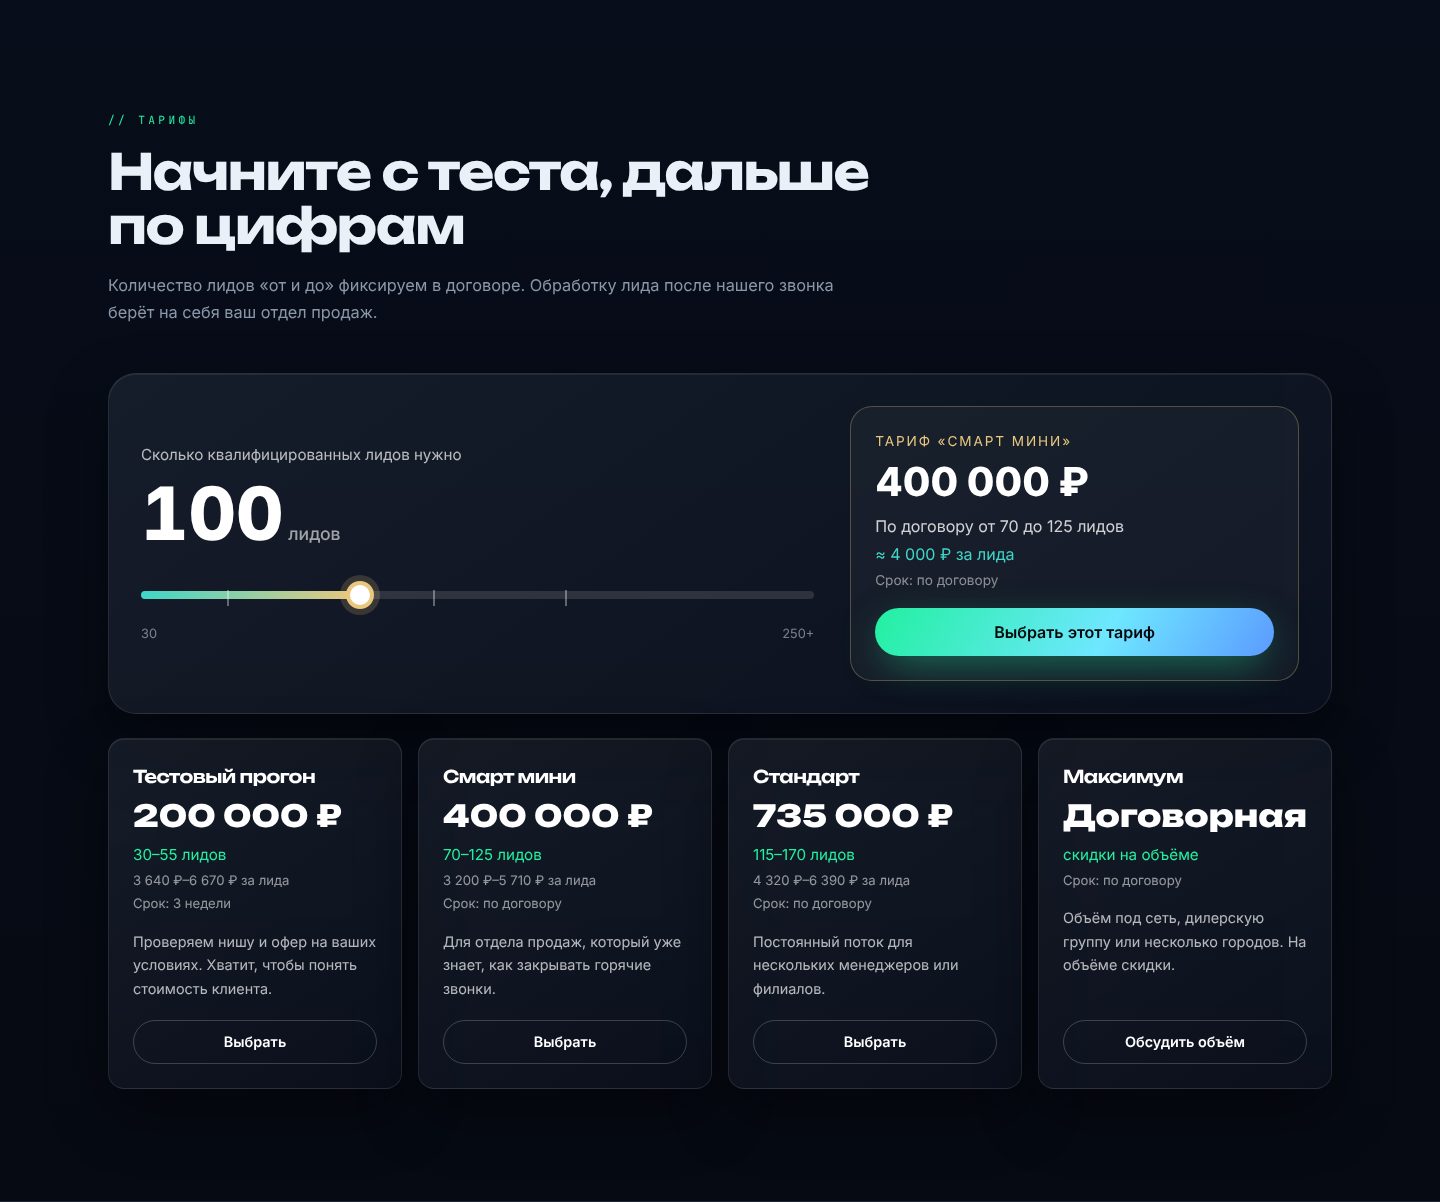 // ТАРИФЫ
Начните с теста, дальше
по цифрам
Количество лидов «от и до» фиксируем в договоре. Обработку лида после нашего звонка
берёт на себя ваш отдел продаж.
Сколько квалифицированных лидов нужно
100 лидов
30
250+
ТАРИФ «СМАРТ МИНИ»
400 000 ₽
По договору от 70 до 125 лидов
≈ 4 000 ₽ за лида
Срок: по договору
Выбрать этот тариф
Тестовый прогон
200 000 ₽
30–55 лидов
3 640 ₽–6 670 ₽ за лида
Срок: 3 недели
Проверяем нишу и офер на ваших
условиях. Хватит, чтобы понять
стоимость клиента.
Выбрать
Смарт мини
400 000 ₽
70–125 лидов
3 200 ₽–5 710 ₽ за лида
Срок: по договору
Для отдела продаж, который уже
знает, как закрывать горячие
звонки.
Выбрать
Стандарт
735 000 ₽
115–170 лидов
4 320 ₽–6 390 ₽ за лида
Срок: по договору
Постоянный поток для
нескольких менеджеров или
филиалов.
Выбрать
Максимум
Договорная
скидки на объёме
Срок: по договору
Объём под сеть, дилерскую
группу или несколько городов. На
объёме скидки.
Обсудить объём